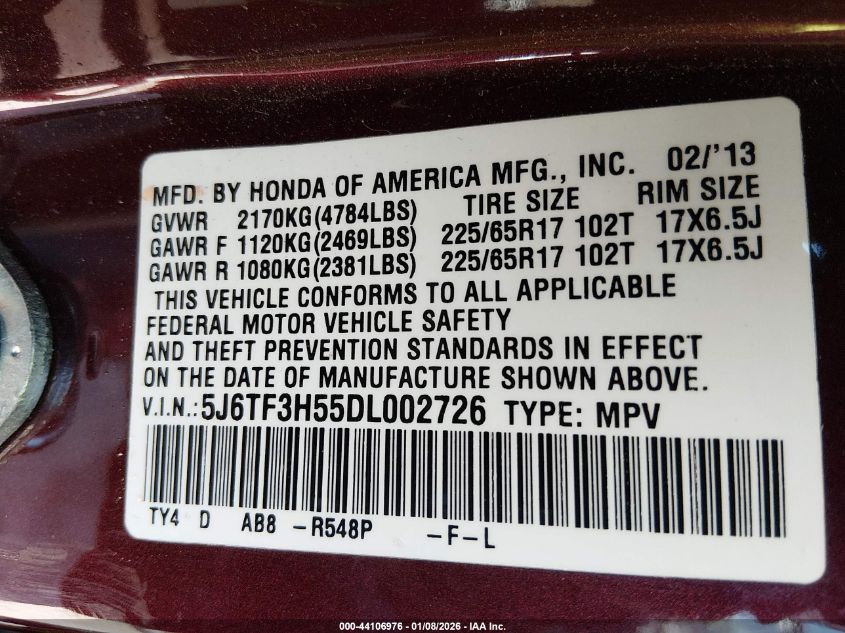 MFD. BY HONDA OF AMERICA MFG., INC. 02/'13
GVWR 2170KG(4784LBS) TIRE SIZE RIM SIZE
GAWR F 1120KG(2469LBS) 225/65R17 102T 17X6.5J
GAWR R 1080KG(2381LBS) 225/65R17 102T 17X6.5J
THIS VEHICLE CONFORMS TO ALL APPLICABLE
FEDERAL MOTOR VEHICLE SAFETY
AND THEFT PREVENTION STANDARDS IN EFFECT
ON THE DATE OF MANUFACTURE SHOWN ABOVE.
V.I.N.:5J6TF3H55DL002726 TYPE: MPV
TY4 D AB8 -R548P -F-L
000-44106976 - 01/08/2026 - IAA Inc.